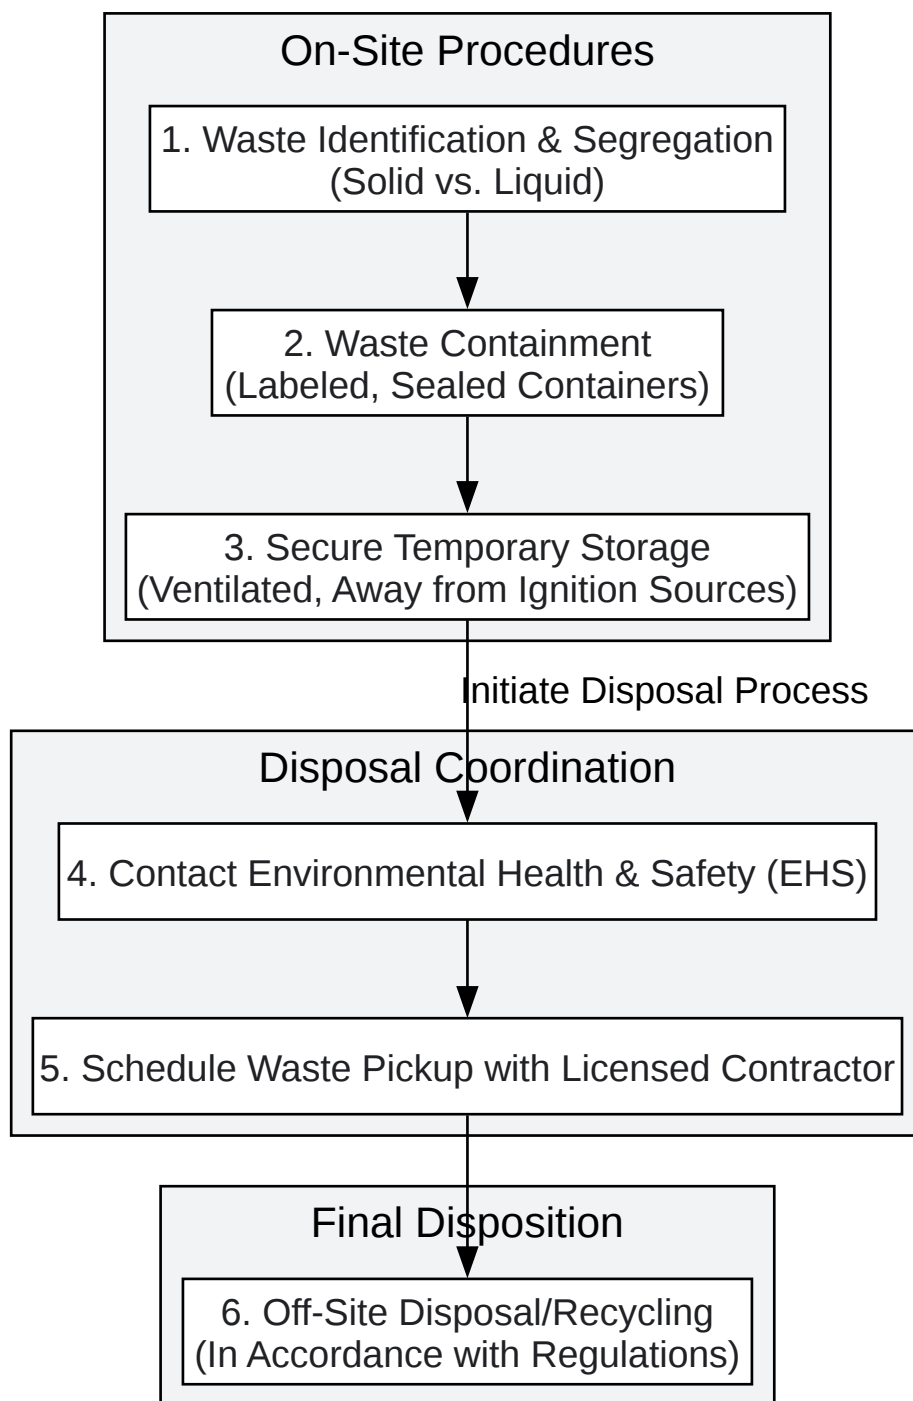 On-Site Procedures
1. Waste Identification & Segregation
(Solid vs. Liquid)
2. Waste Containment
(Labeled, Sealed Containers)
3. Secure Temporary Storage
(Ventilated, Away from Ignition Sources)
Initiate Disposal Process
Disposal Coordination
4. Contact Environmental Health & Safety (EHS)
5. Schedule Waste Pickup with Licensed Contractor
Final Disposition
6. Off-Site Disposal/Recycling
(In Accordance with Regulations)